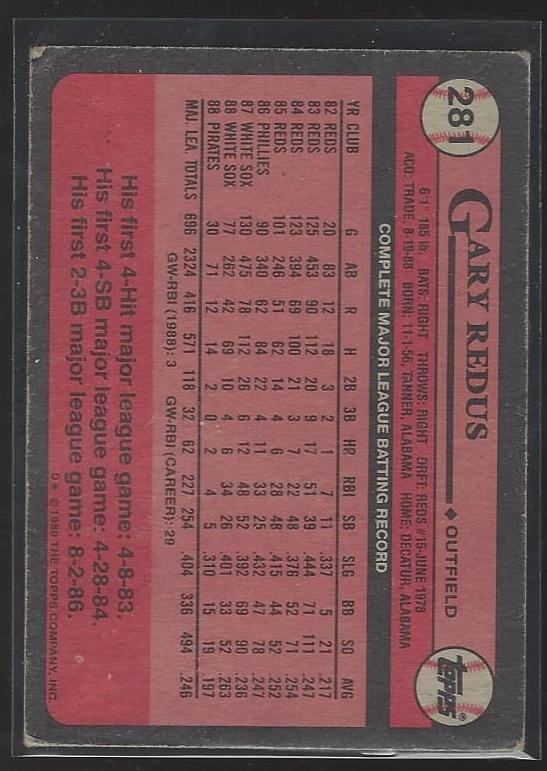 281
GARY REDUS ◆ OUTFIELD
topps®
6'1" 185 lb. BATS: RIGHT THROWS: RIGHT DRFT: REDS #15-JUNE 1978
ACQ: TRADE, 8-19-88 BORN: 11-1-56, TANNER, ALABAMA HOME: DECATUR, ALABAMA
COMPLETE MAJOR LEAGUE BATTING RECORD
YR CLUB G AB R H 2B 3B HR RBI SB SLG BB SO AVG
82 REDS 20 83 12 18 3 2 1 7 11 .337 5 21 .217
83 REDS 125 453 90 112 20 9 17 51 39 .444 71 111 .247
84 REDS 123 394 69 100 21 3 7 22 48 .376 52 71 .254
85 REDS 101 246 51 62 14 4 6 28 48 .415 44 52 .252
86 PHILLIES 90 340 62 84 22 4 11 33 25 .432 47 78 .247
87 WHITE SOX 130 475 78 112 26 6 12 48 52 .392 69 90 .236
88 WHITE SOX 77 262 42 69 10 4 6 34 26 .401 33 52 .263
88 PIRATES 30 71 12 14 2 0 2 4 5 .310 15 19 .197
MAJ. LEA. TOTALS 696 2324 416 571 118 32 62 227 254 .404 336 494 .246
GW-RBI (1988): 3 GW-RBI (CAREER): 29
His first 4-Hit major league game: 4-8-83.
His first 4-SB major league game: 4-28-84.
His first 2-3B major league game: 8-2-86.
D * © 1989 THE TOPPS COMPANY, INC.